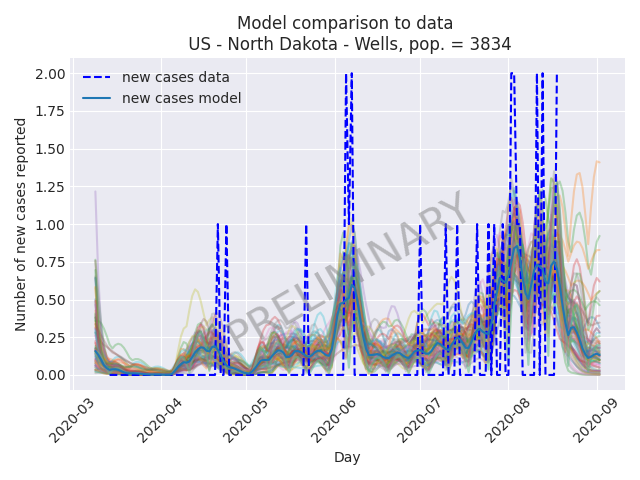 Model comparison to data
US - North Dakota - Wells, pop. = 3834
2.00
1.75
1.50
1.25
1.00
0.75
0.50
0.25
0.00
Number of new cases reported
new cases data
new cases model
PRELIMINARY
2020-03
2020-04
2020-05
2020-06
2020-07
2020-08
2020-09
Day